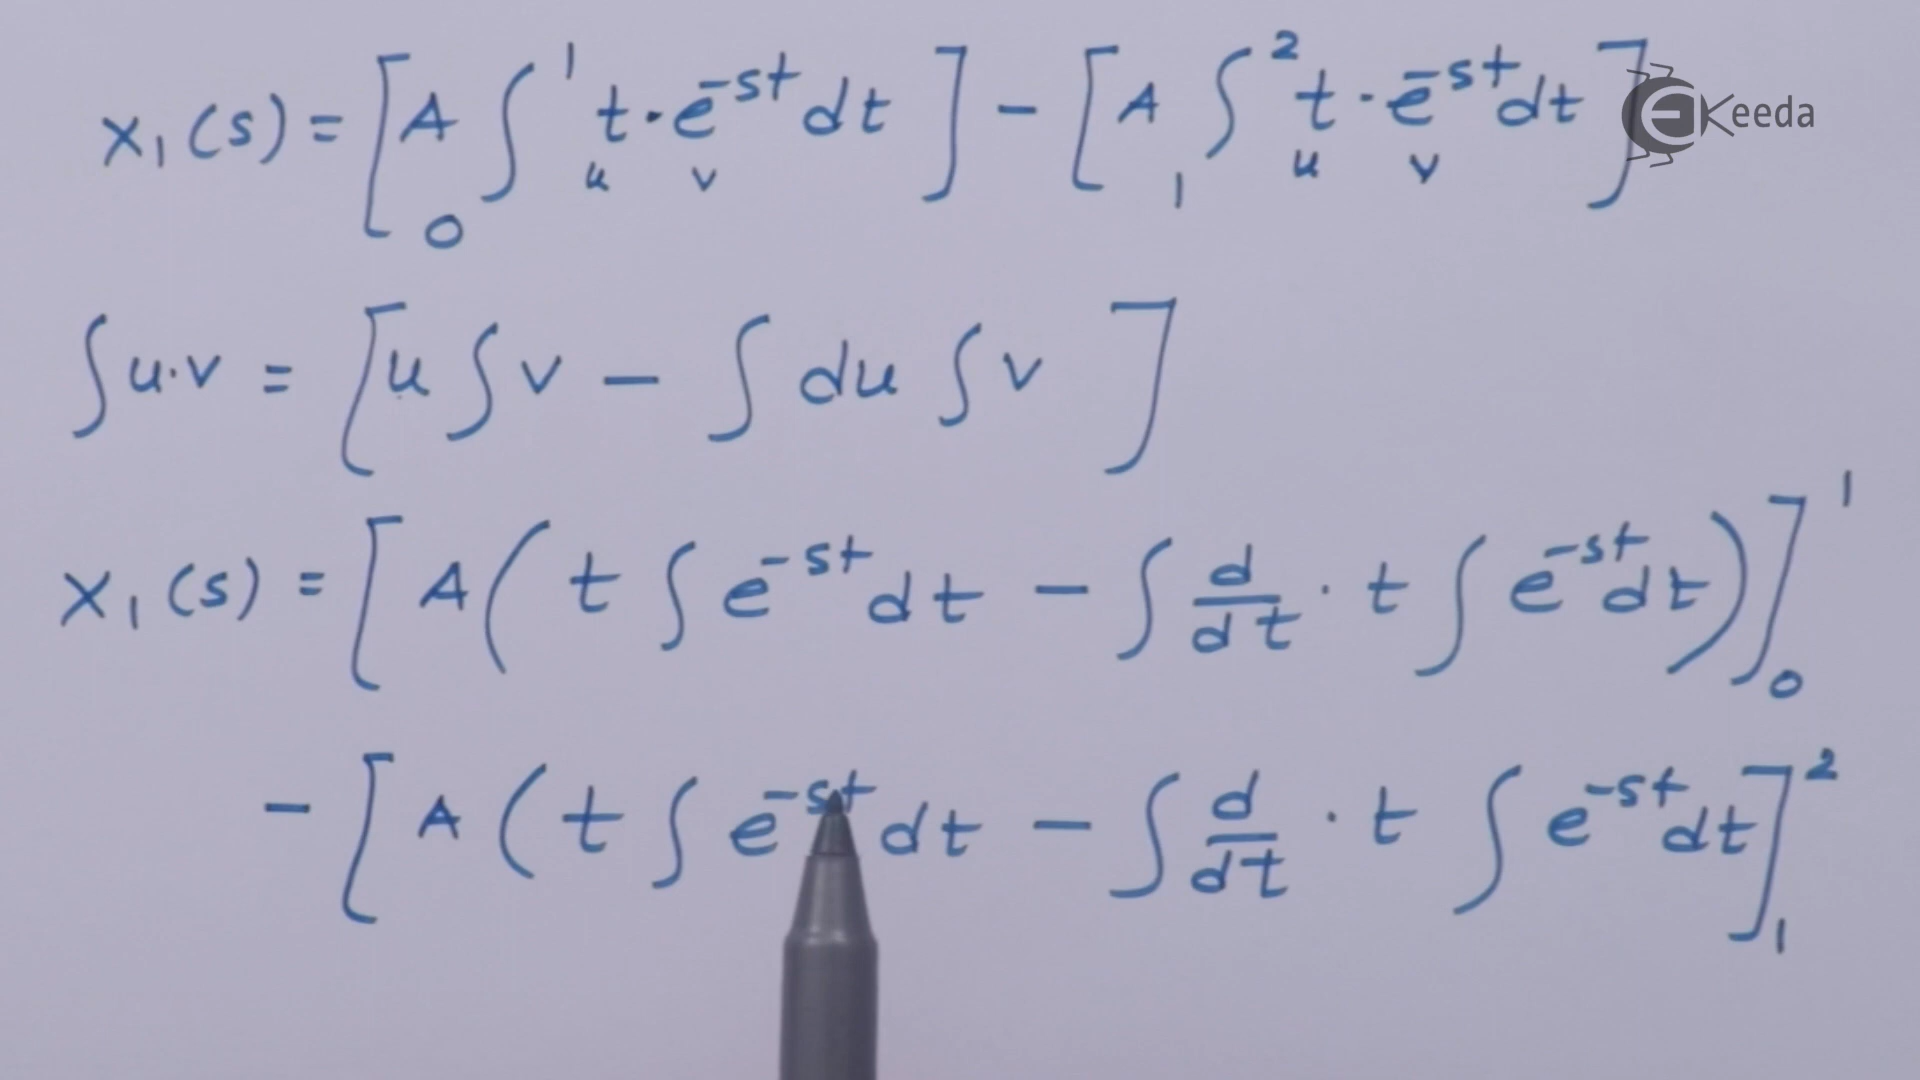 x₁(s) = [A ∫₀¹ t · e^-st dt] - [A ∫₁² t · e^-st dt]
u v u v
EKeeda
∫u·v = [u ∫ v - ∫ du ∫ v ]
x₁(s) = [A( t ∫ e^-st dt - ∫ d/dt · t ∫ e^-st dt)]₀¹
- [A( t ∫ e^-st dt - ∫ d/dt · t ∫ e^-st dt]₁²